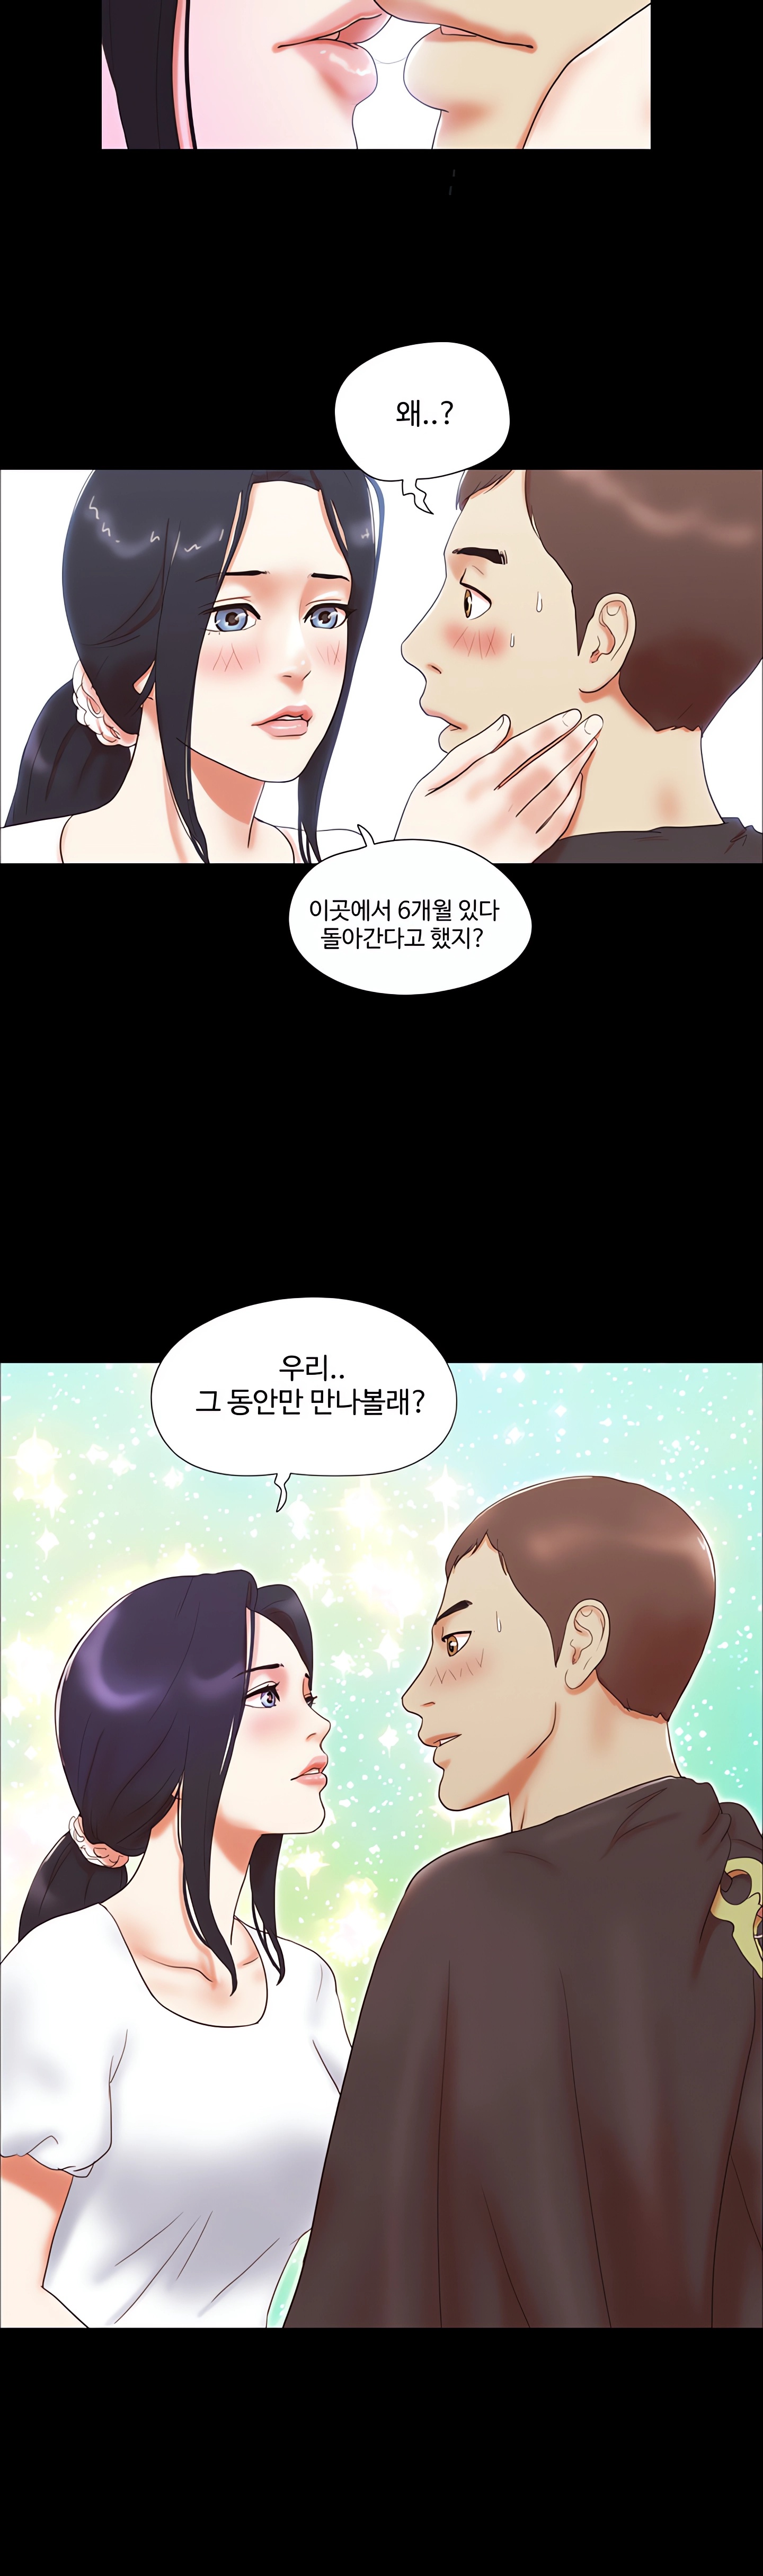 왜..?
이곳에서 6개월 있다
돌아간다고 했지?
우리..
그 동안만 만나볼래?